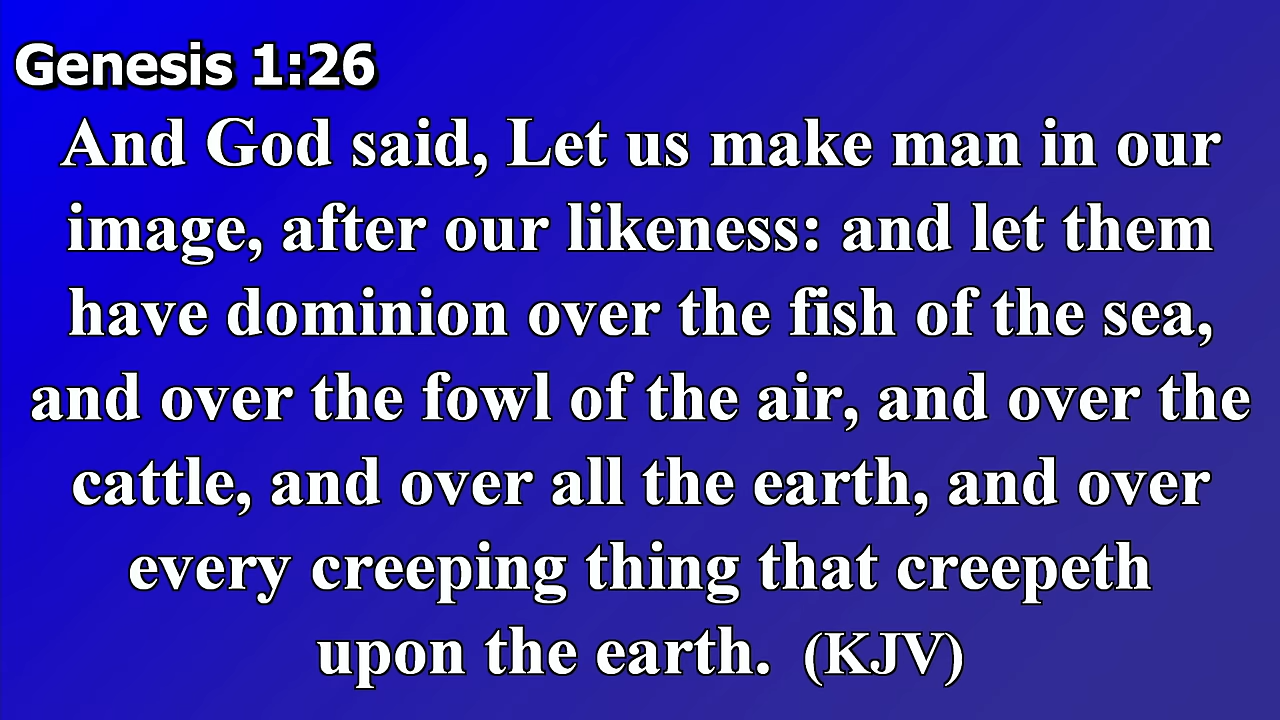 Genesis 1:26
And God said, Let us make man in our
image, after our likeness: and let them
have dominion over the fish of the sea,
and over the fowl of the air, and over the
cattle, and over all the earth, and over
every creeping thing that creepeth
upon the earth. (KJV)